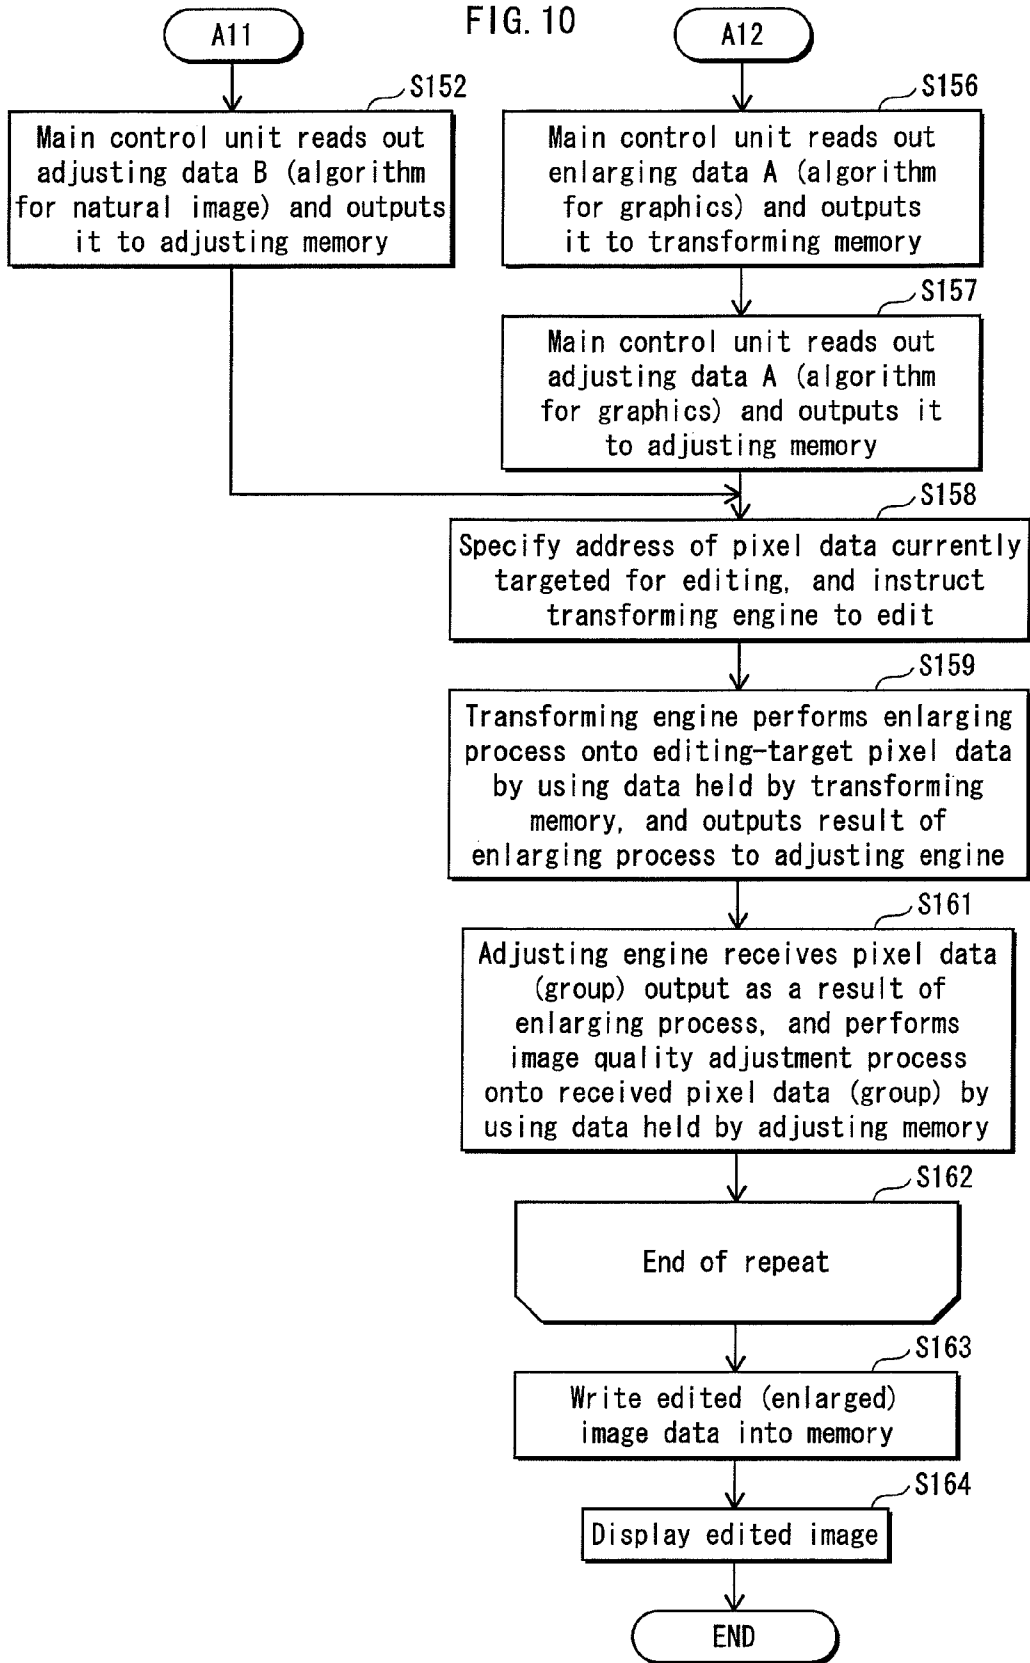 FIG. 10
A11
S152
Main control unit reads out
adjusting data B (algorithm
for natural image) and outputs
it to adjusting memory
A12
S156
Main control unit reads out
enlarging data A (algorithm
for graphics) and outputs
it to transforming memory
S157
Main control unit reads out
adjusting data A (algorithm
for graphics) and outputs it
to adjusting memory
S158
Specify address of pixel data currently
targeted for editing, and instruct
transforming engine to edit
S159
Transforming engine performs enlarging
process onto editing-target pixel data
by using data held by transforming
memory, and outputs result of
enlarging process to adjusting engine
S161
Adjusting engine receives pixel data
(group) output as a result of
enlarging process, and performs
image quality adjustment process
onto received pixel data (group) by
using data held by adjusting memory
S162
End of repeat
S163
Write edited (enlarged)
image data into memory
S164
Display edited image
END